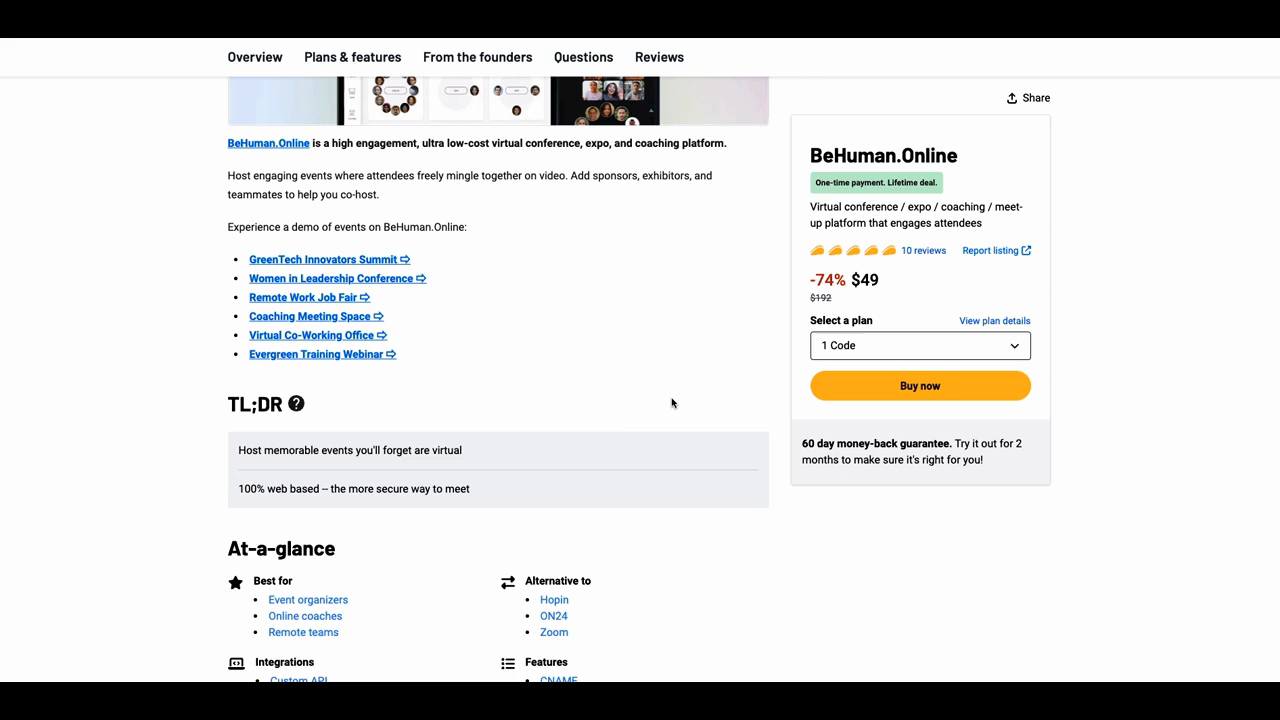 Overview Plans & features From the founders Questions Reviews
Share
BeHuman.Online is a high engagement, ultra low-cost virtual conference, expo, and coaching platform.
Host engaging events where attendees freely mingle together on video. Add sponsors, exhibitors, and
teammates to help you co-host.
Experience a demo of events on BeHuman.Online:
• GreenTech Innovators Summit ⇨
• Women in Leadership Conference ⇨
• Remote Work Job Fair ⇨
• Coaching Meeting Space ⇨
• Virtual Co-Working Office ⇨
• Evergreen Training Webinar ⇨
TL;DR
Host memorable events you'll forget are virtual
100% web based -- the more secure way to meet
At-a-glance
Best for
• Event organizers
• Online coaches
• Remote teams
Alternative to
• Hopin
• ON24
• Zoom
Integrations
• Custom API
Features
• CNAME
BeHuman.Online
One-time payment. Lifetime deal.
Virtual conference / expo / coaching / meet-
up platform that engages attendees
10 reviews Report listing
-74% $49
$192
Select a plan View plan details
1 Code
Buy now
60 day money-back guarantee. Try it out for 2
months to make sure it's right for you!